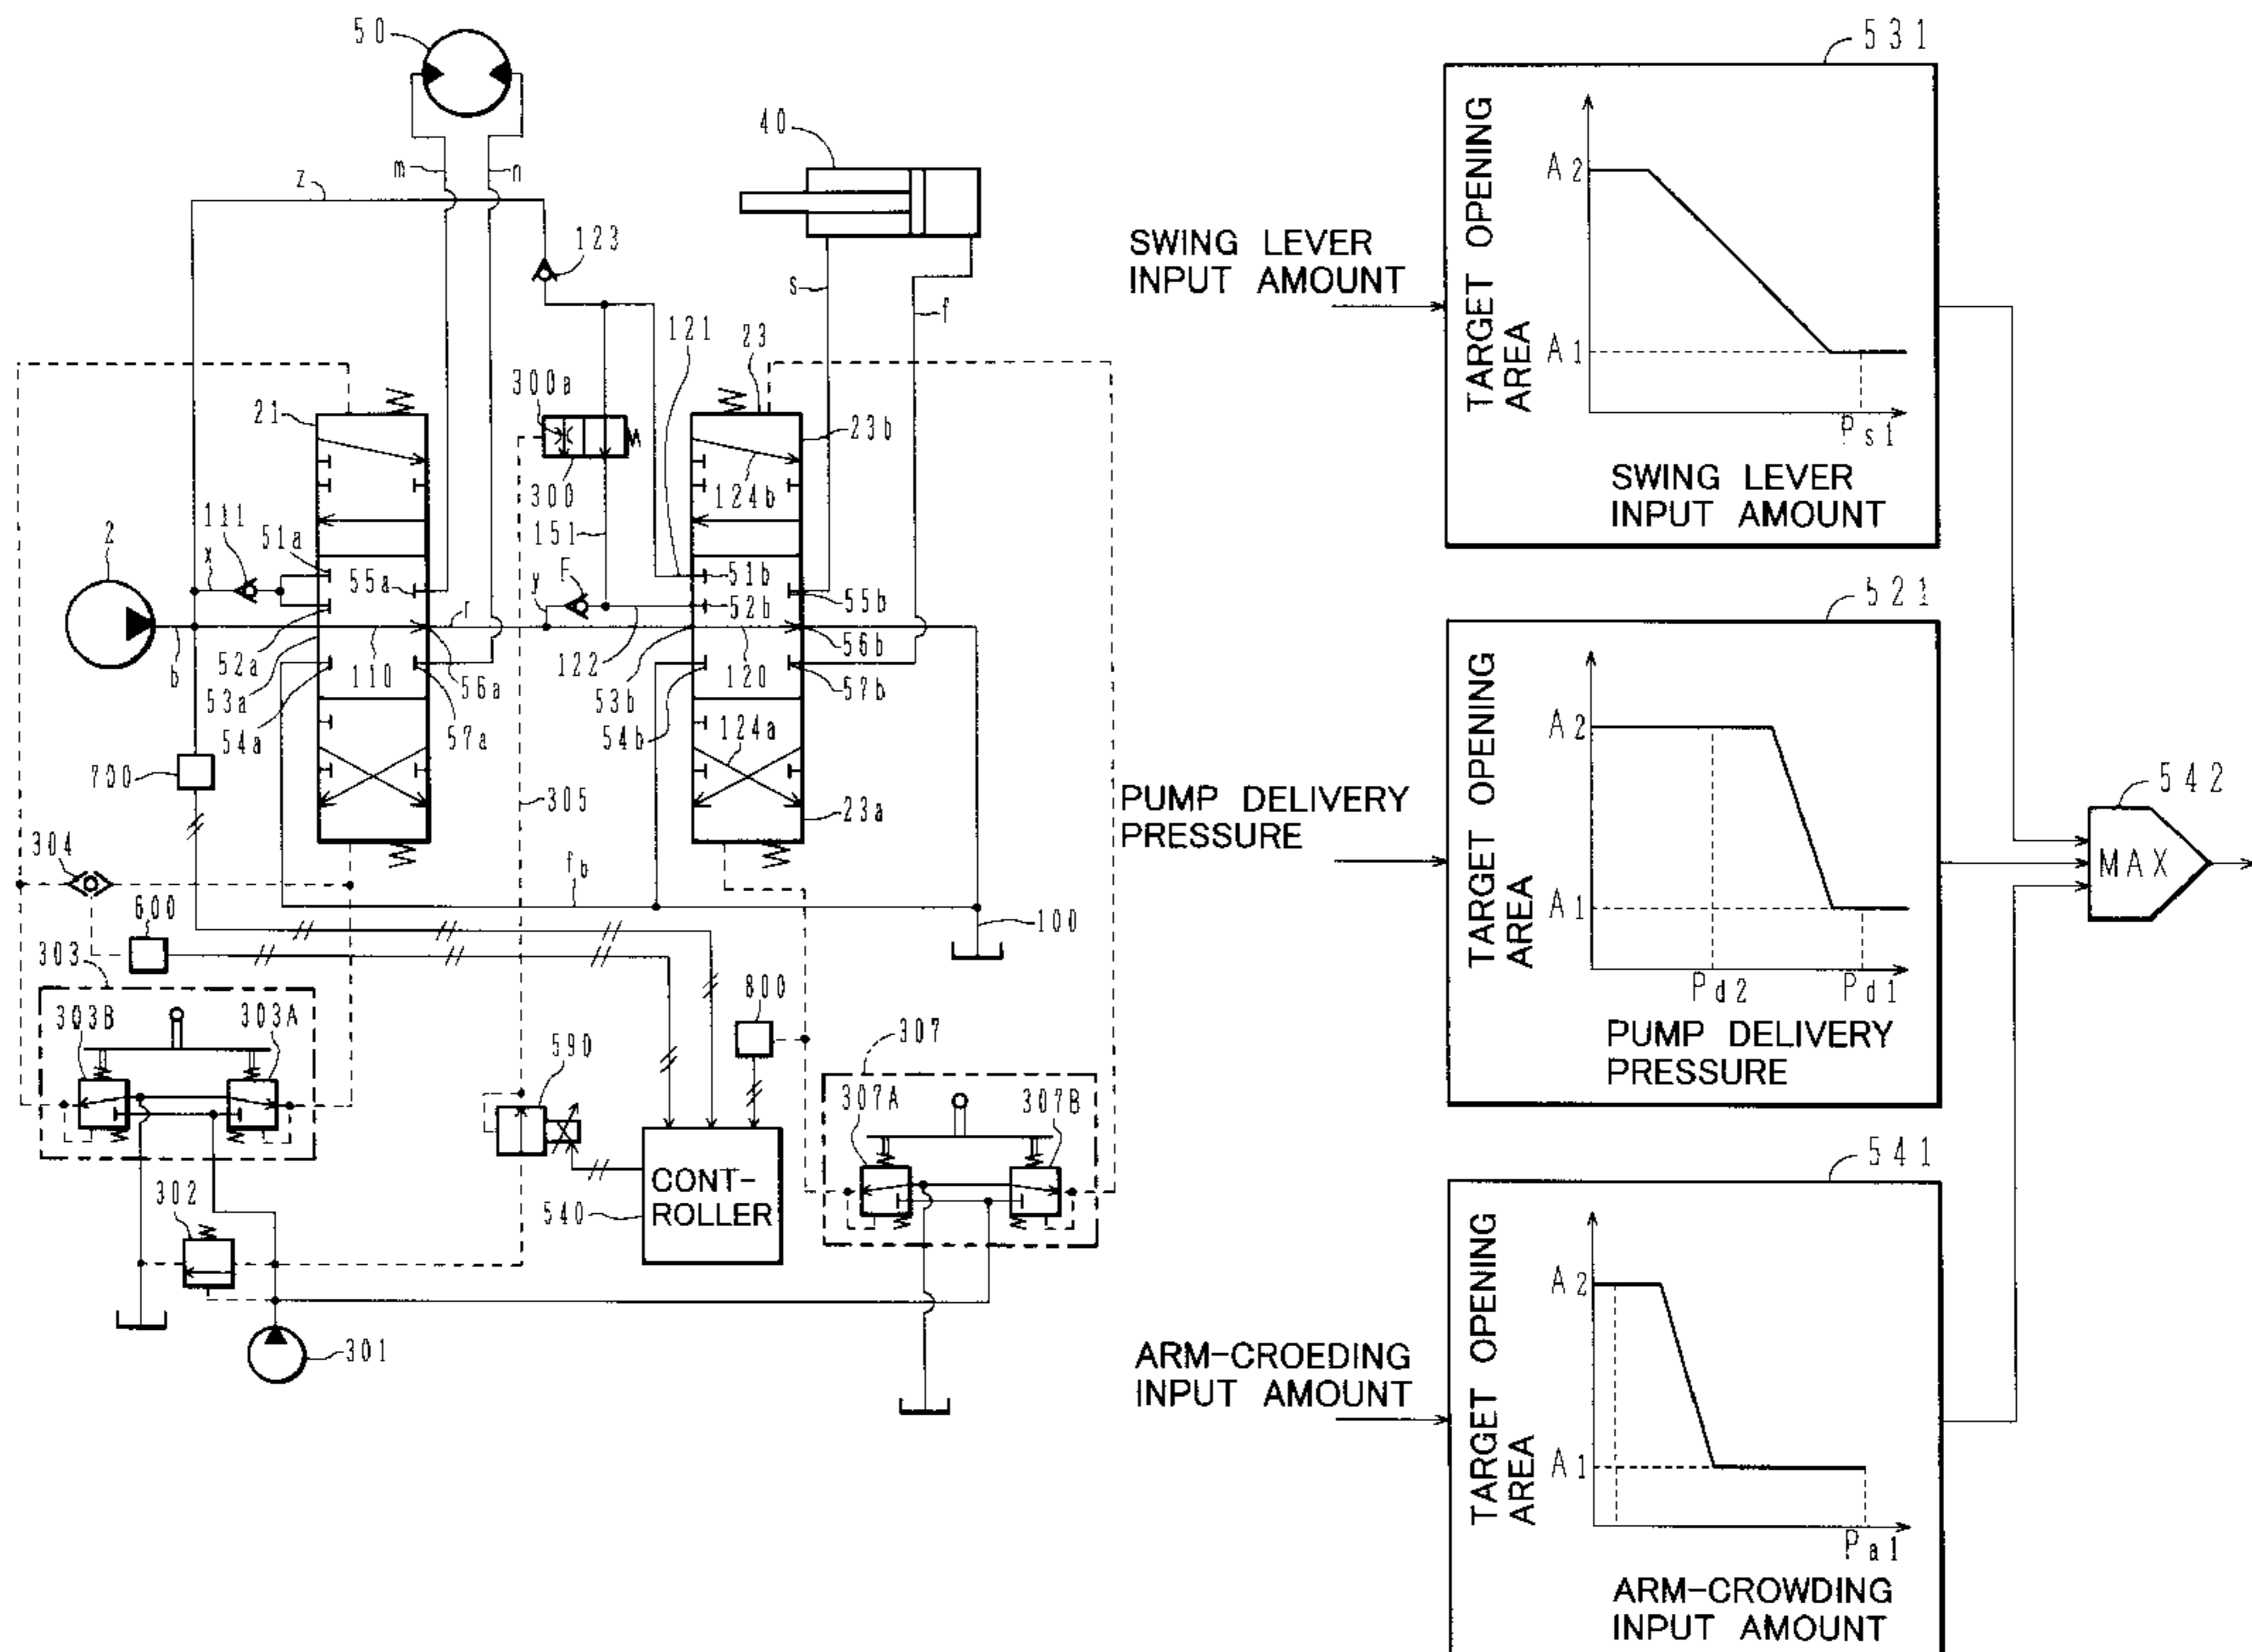 50
40
z
m
n
123
s
f
121
23
300a
21
23b
300
124b
151
111
51a
2
x
55a
y
F
51b
52b
55b
r
b
52a
110
56a
122
53b
120
56b
57b
53a
54a
57a
54b
124a
700
305
23a
304
600
fb
100
303
303B
303A
800
590
307
307A
307B
302
CONT-
ROLLER
540
301
531
SWING LEVER
INPUT AMOUNT
TARGET OPENING
AREA
A2
A1
Ps1
SWING LEVER
INPUT AMOUNT
521
PUMP DELIVERY
PRESSURE
TARGET OPENING
AREA
A2
A1
Pd2
Pd1
PUMP DELIVERY
PRESSURE
542
MAX
541
ARM-CROEDING
INPUT AMOUNT
TARGET OPENING
AREA
A2
A1
Pa1
ARM-CROWDING
INPUT AMOUNT